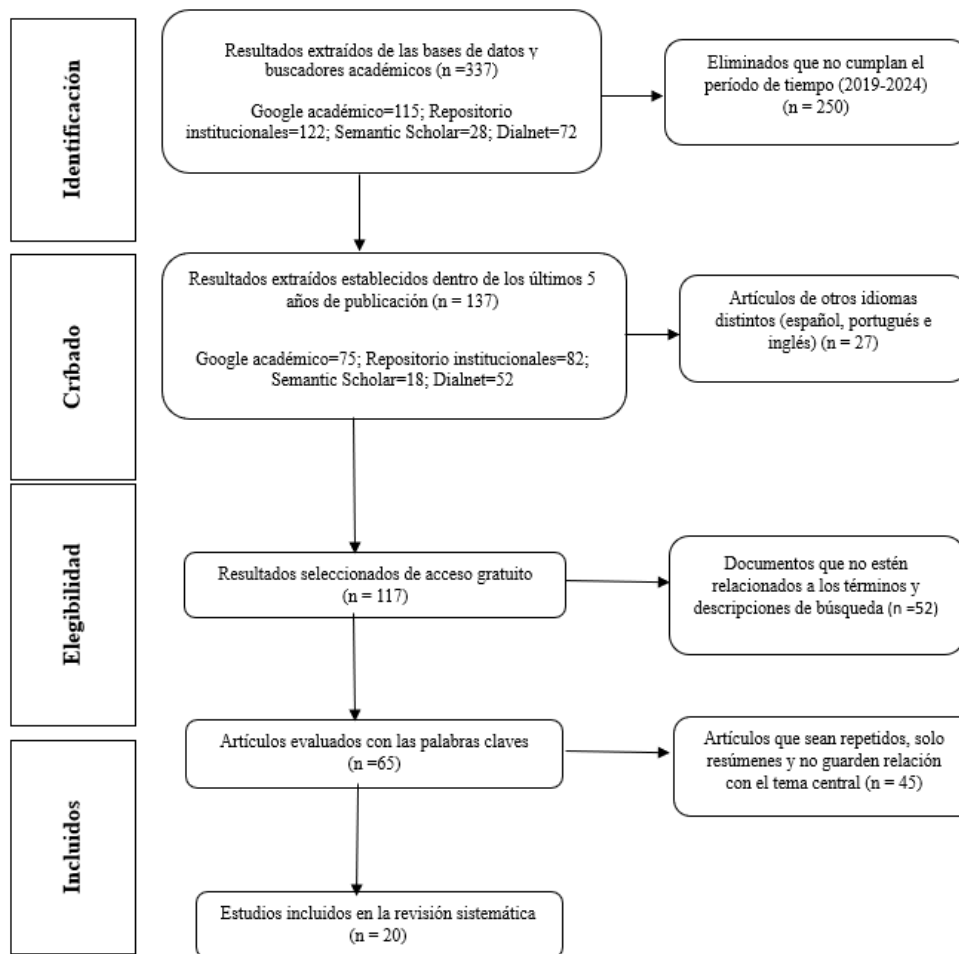 Identificación
Resultados extraídos de las bases de datos y
buscadores académicos (n =337)
Google académico=115; Repositorio
institucionales=122; Semantic Scholar=28; Dialnet=72
Eliminados que no cumplan el
período de tiempo (2019-2024)
(n = 250)
Cribado
Resultados extraídos establecidos dentro de los últimos 5
años de publicación (n = 137)
Google académico=75; Repositorio institucionales=82;
Semantic Scholar=18; Dialnet=52
Artículos de otros idiomas
distintos (español, portugués e
inglés) (n = 27)
Elegibilidad
Resultados seleccionados de acceso gratuito
(n = 117)
Documentos que no estén
relacionados a los términos y
descripciones de búsqueda (n =52)
Incluidos
Artículos evaluados con las palabras claves
(n =65)
Artículos que sean repetidos, solo
resúmenes y no guarden relación
con el tema central (n = 45)
Estudios incluidos en la revisión sistemática
(n = 20)